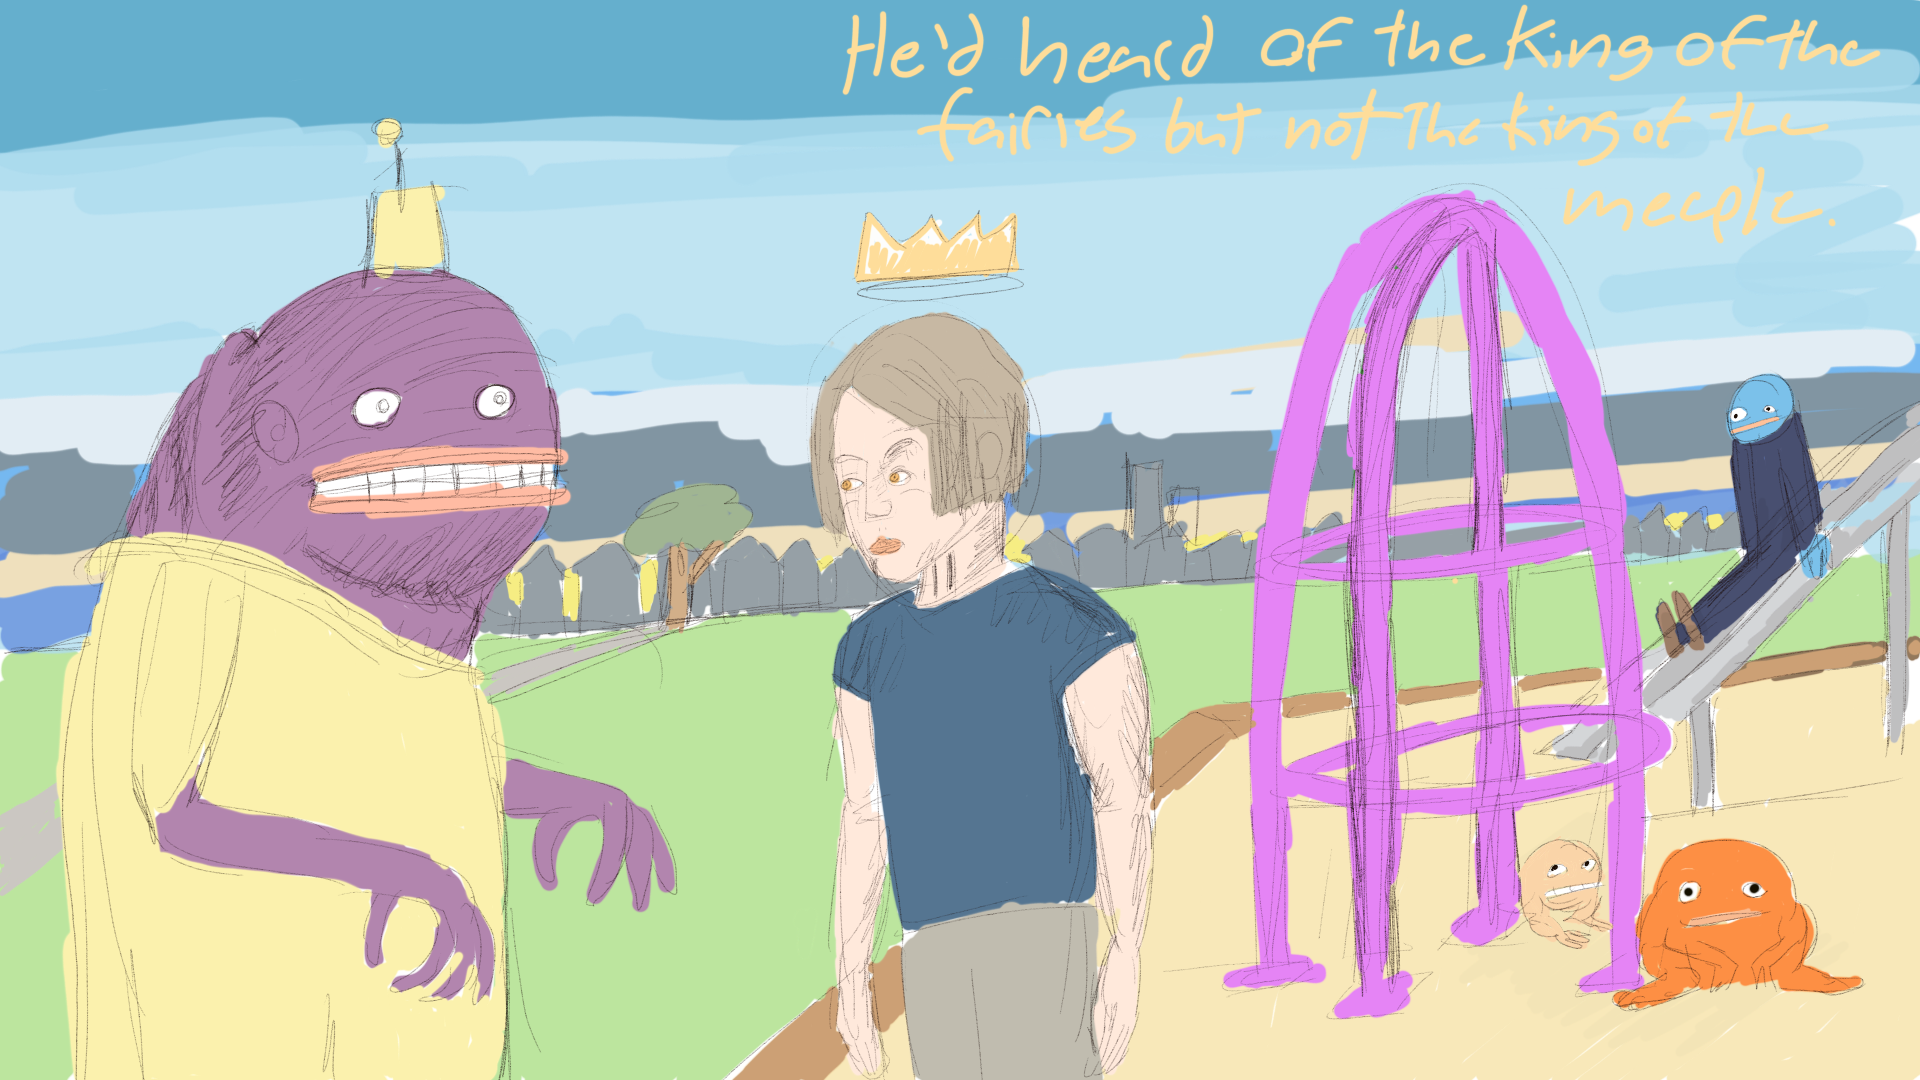 He'd heard of the king of the
fairies but not the king of the
meeple.